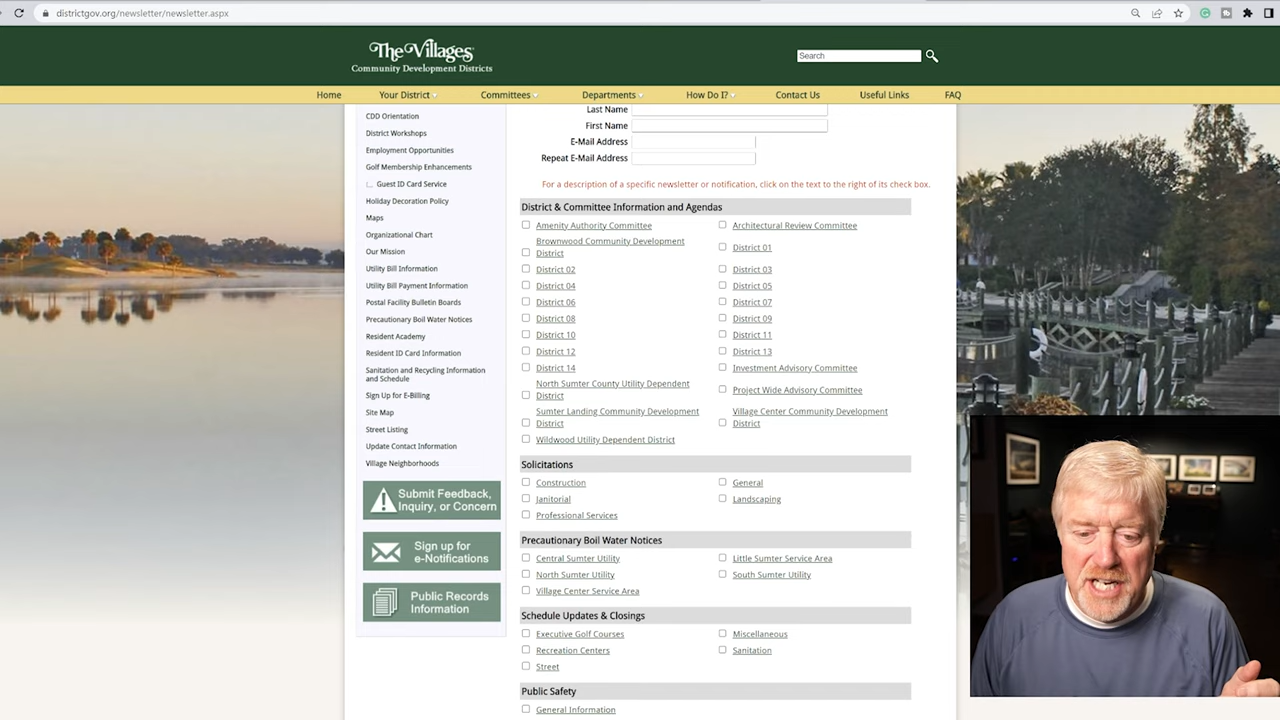 districtgov.org/newsletter/newsletter.aspx
The Villages
Community Development Districts
Search
Home Your District Committees Departments How Do I? Contact Us Useful Links FAQ
CDD Orientation
District Workshops
Employment Opportunities
Golf Membership Enhancements
Guest ID Card Service
Holiday Decoration Policy
Maps
Organizational Chart
Our Mission
Utility Bill Information
Utility Bill Payment Information
Postal Facility Bulletin Boards
Precautionary Boil Water Notices
Resident Academy
Resident ID Card Information
Sanitation and Recycling Information
and Schedule
Sign Up for E-Billing
Site Map
Street Listing
Update Contact Information
Village Neighborhoods
Submit Feedback,
Inquiry, or Concern
Sign up for
e-Notifications
Public Records
Information
Last Name
First Name
E-Mail Address
Repeat E-Mail Address
For a description of a specific newsletter or notification, click on the text to the right of its check box.
District & Committee Information and Agendas
Amenity Authority Committee Architectural Review Committee
Brownwood Community Development
District District 01
District 02 District 03
District 04 District 05
District 06 District 07
District 08 District 09
District 10 District 11
District 12 District 13
District 14 Investment Advisory Committee
North Sumter County Utility Dependent
District Project Wide Advisory Committee
Sumter Landing Community Development Village Center Community Development
District District
Wildwood Utility Dependent District
Solicitations
Construction General
Janitorial Landscaping
Professional Services
Precautionary Boil Water Notices
Central Sumter Utility Little Sumter Service Area
North Sumter Utility South Sumter Utility
Village Center Service Area
Schedule Updates & Closings
Executive Golf Courses Miscellaneous
Recreation Centers Sanitation
Street
Public Safety
General Information